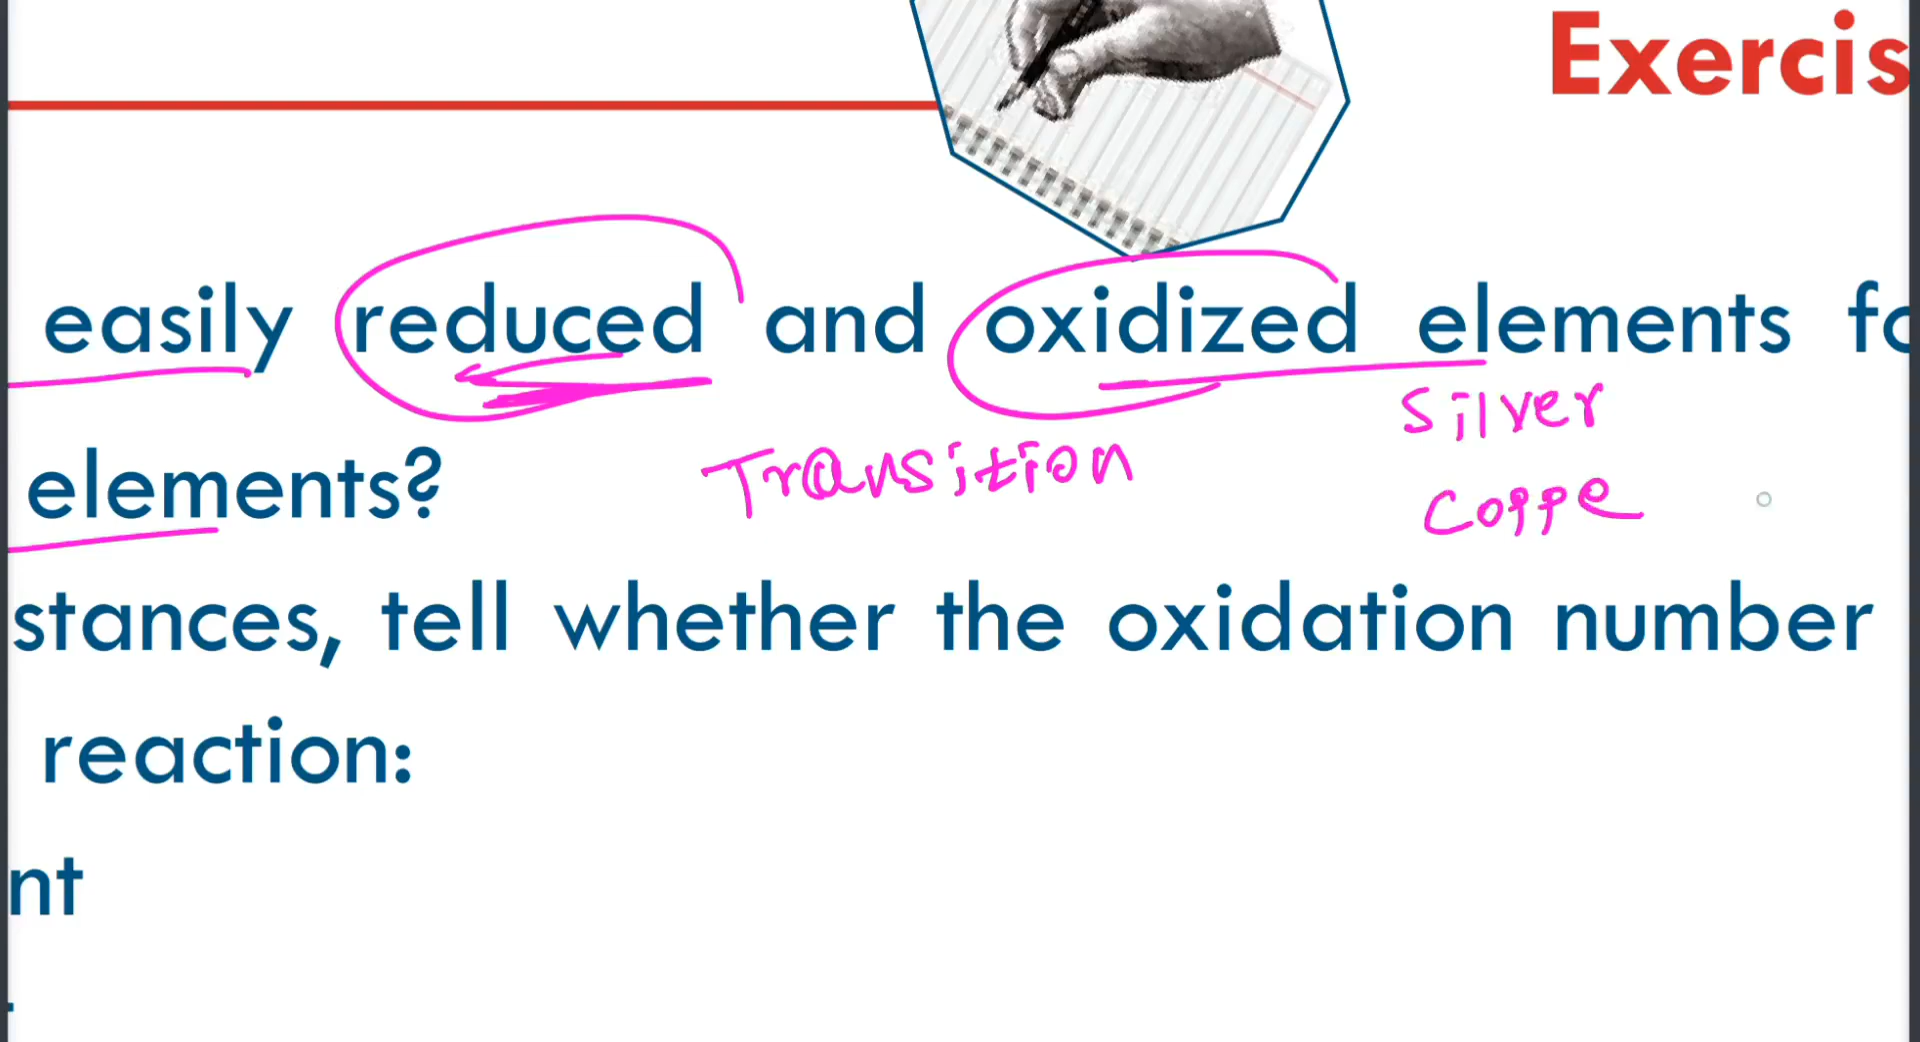 Exercis
easily reduced and oxidized elements fo
Silver
elements? Transition
Coppe
stances, tell whether the oxidation number
reaction:
nt